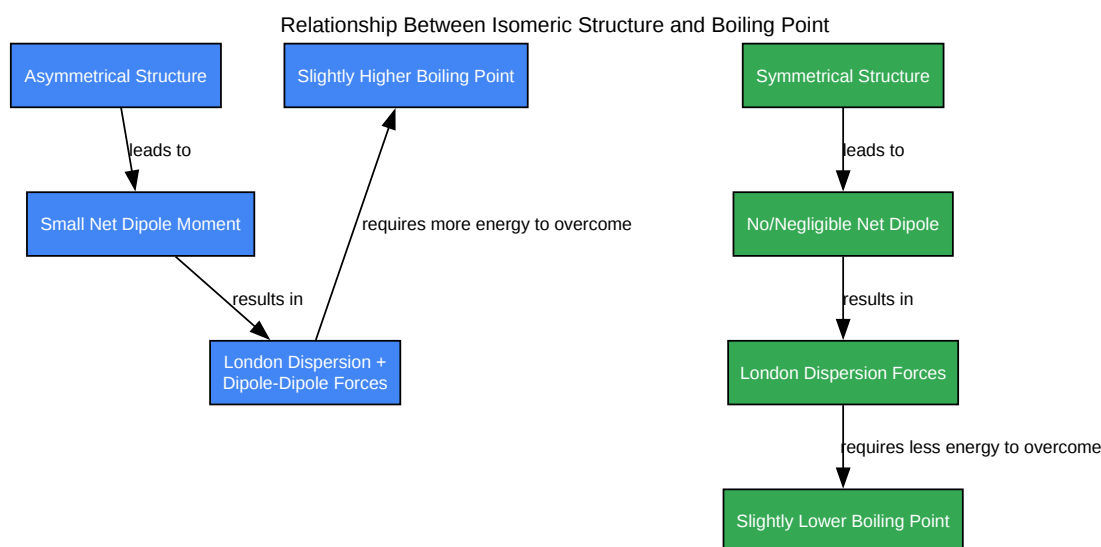 Relationship Between Isomeric Structure and Boiling Point
Asymmetrical Structure
Slightly Higher Boiling Point
Symmetrical Structure
leads to
leads to
Small Net Dipole Moment
requires more energy to overcome
No/Negligible Net Dipole
results in
results in
London Dispersion +
Dipole-Dipole Forces
London Dispersion Forces
requires less energy to overcome
Slightly Lower Boiling Point